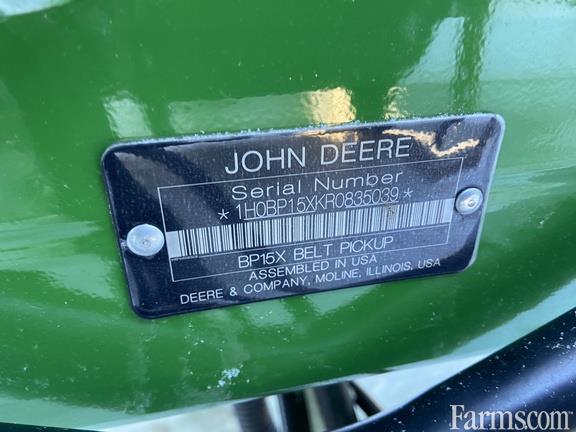 JOHN DEERE
Serial Number
*1H0BP15XKR0835039*
BP15X BELT PICKUP
ASSEMBLED IN USA
DEERE & COMPANY, MOLINE, ILLINOIS, USA
Farms.com